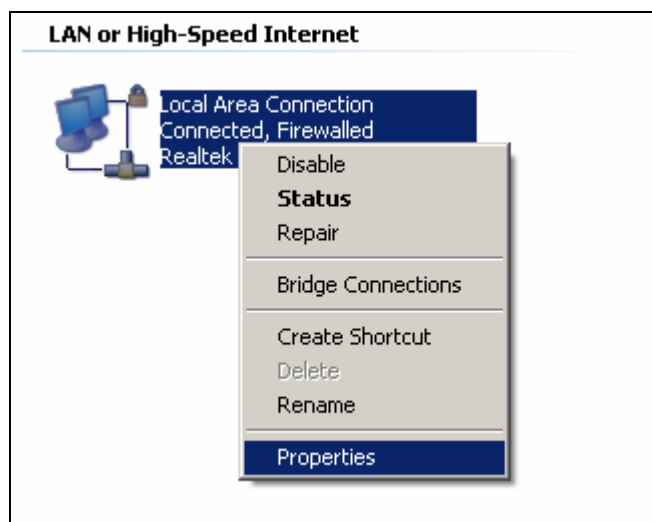 LAN or High-Speed Internet
Local Area Connection
Connected, Firewalled
Realtek
Disable
Status
Repair
Bridge Connections
Create Shortcut
Delete
Rename
Properties